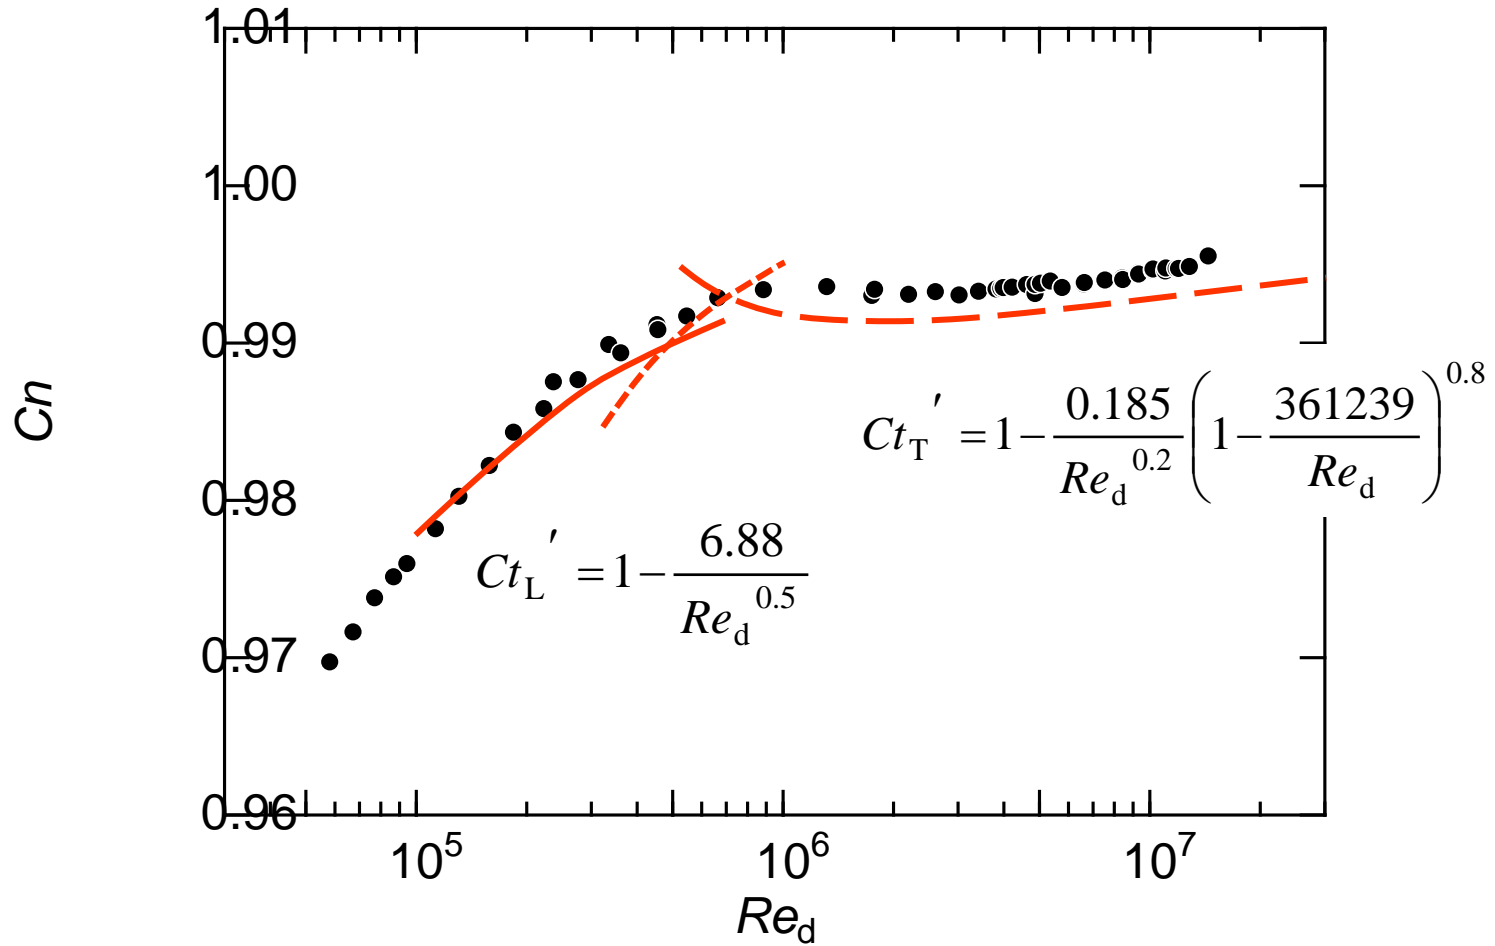 1.01
1.00
0.99
0.98
0.97
0.96
Cn
Ct_T′ = 1 − 0.185/Re_d^0.2 (1 − 361239/Re_d)^0.8
Ct_L′ = 1 − 6.88/Re_d^0.5
10^5 10^6 10^7
Re_d